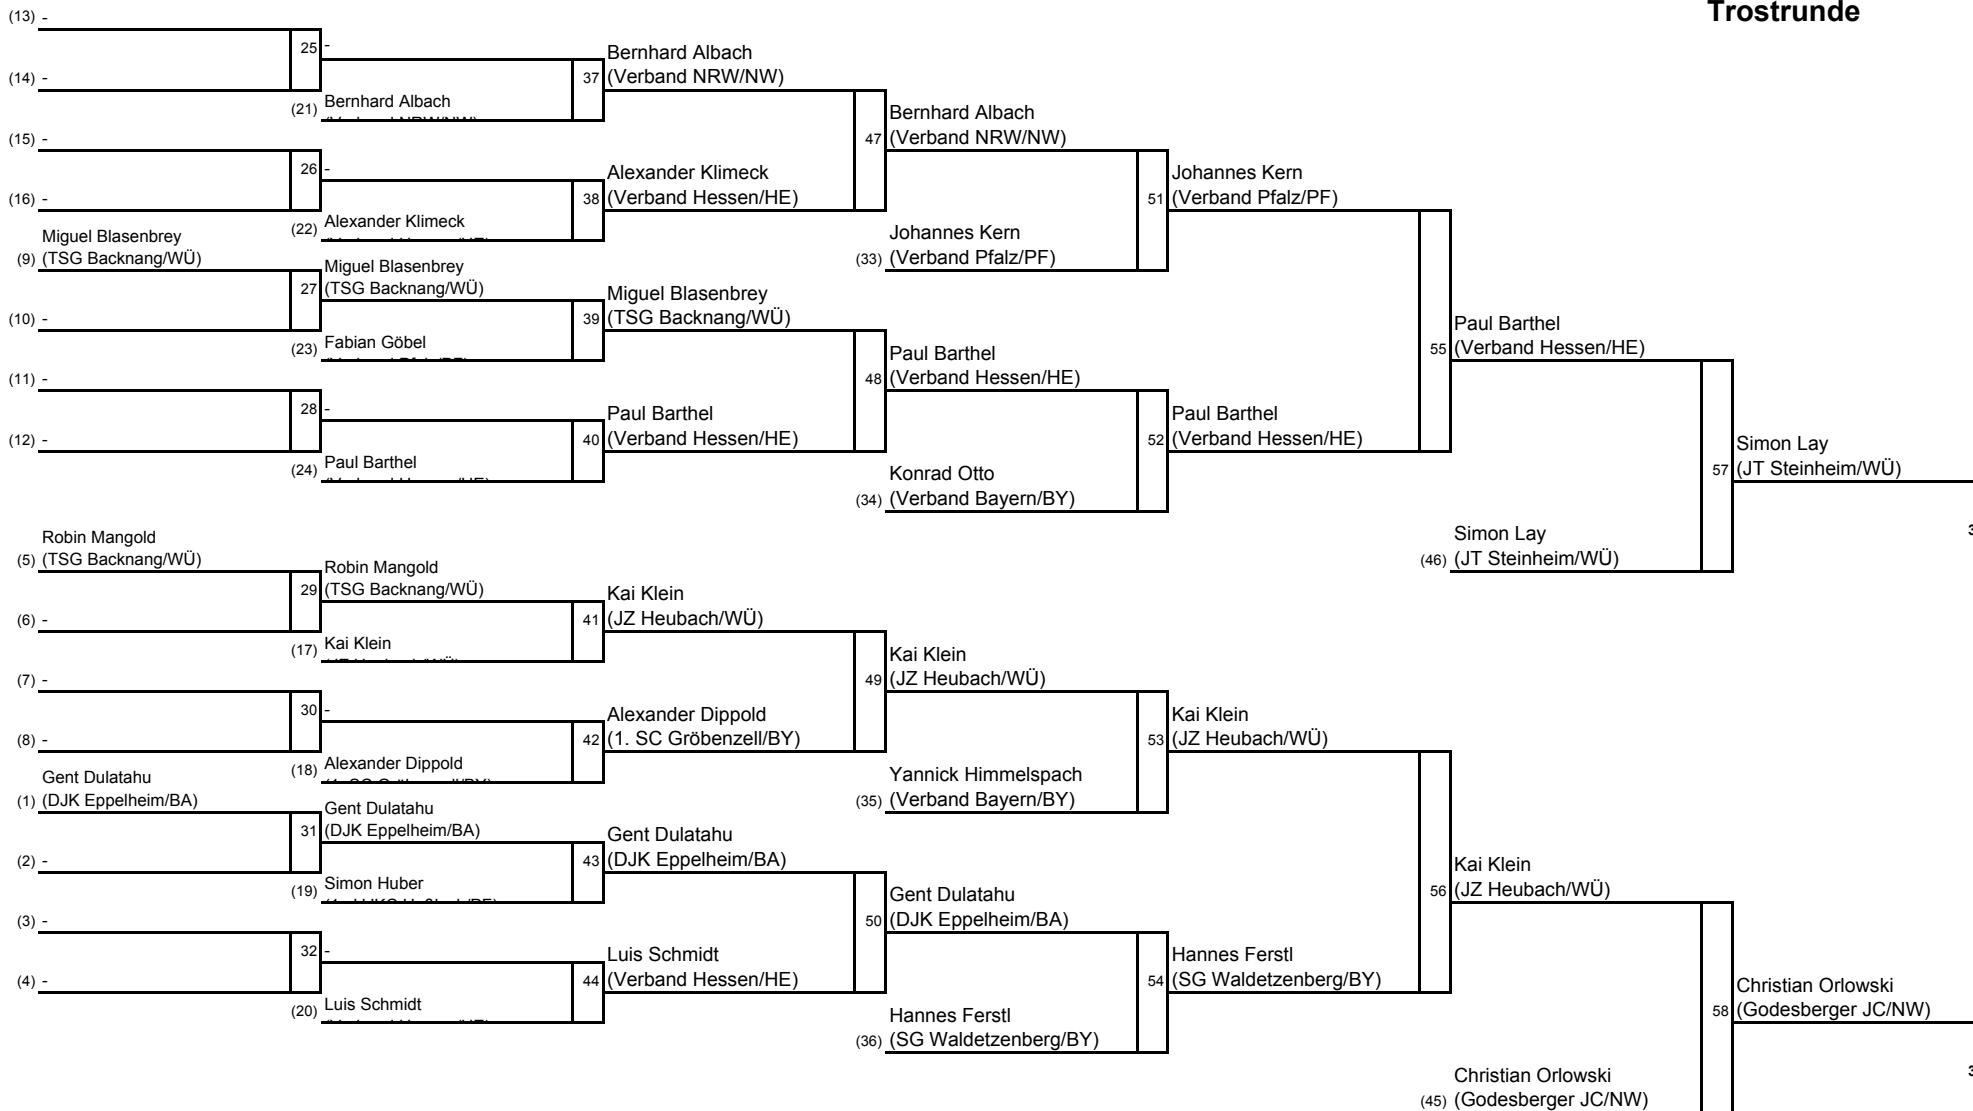 Trostrunde
(13) -
(14) -
25 -
(21) Bernhard Albach
37 Bernhard Albach
(Verband NRW/NW)
(15) -
(16) -
26 -
(22) Alexander Klimeck
38 Alexander Klimeck
(Verband Hessen/HE)
47 Bernhard Albach
(Verband NRW/NW)
(33) Johannes Kern
(Verband Pfalz/PF)
51 Johannes Kern
(Verband Pfalz/PF)
Miguel Blasenbrey
(9) (TSG Backnang/WÜ)
(10) -
27 Miguel Blasenbrey
(TSG Backnang/WÜ)
(23) Fabian Göbel
39 Miguel Blasenbrey
(TSG Backnang/WÜ)
(11) -
(12) -
28 -
(24) Paul Barthel
40 Paul Barthel
(Verband Hessen/HE)
48 Paul Barthel
(Verband Hessen/HE)
Konrad Otto
(34) (Verband Bayern/BY)
52 Paul Barthel
(Verband Hessen/HE)
55 Paul Barthel
(Verband Hessen/HE)
Simon Lay
(46) (JT Steinheim/WÜ)
57 Simon Lay
(JT Steinheim/WÜ)
Robin Mangold
(5) (TSG Backnang/WÜ)
(6) -
29 Robin Mangold
(TSG Backnang/WÜ)
(17) Kai Klein
41 Kai Klein
(JZ Heubach/WÜ)
(7) -
(8) -
30 -
(18) Alexander Dippold
42 Alexander Dippold
(1. SC Gröbenzell/BY)
49 Kai Klein
(JZ Heubach/WÜ)
Yannick Himmelspach
(35) (Verband Bayern/BY)
53 Kai Klein
(JZ Heubach/WÜ)
Gent Dulatahu
(1) (DJK Eppelheim/BA)
(2) -
31 Gent Dulatahu
(DJK Eppelheim/BA)
(19) Simon Huber
43 Gent Dulatahu
(DJK Eppelheim/BA)
(3) -
(4) -
32 -
(20) Luis Schmidt
44 Luis Schmidt
(Verband Hessen/HE)
50 Gent Dulatahu
(DJK Eppelheim/BA)
Hannes Ferstl
(36) (SG Waldetzenberg/BY)
54 Hannes Ferstl
(SG Waldetzenberg/BY)
56 Kai Klein
(JZ Heubach/WÜ)
Christian Orlowski
(45) (Godesberger JC/NW)
58 Christian Orlowski
(Godesberger JC/NW)